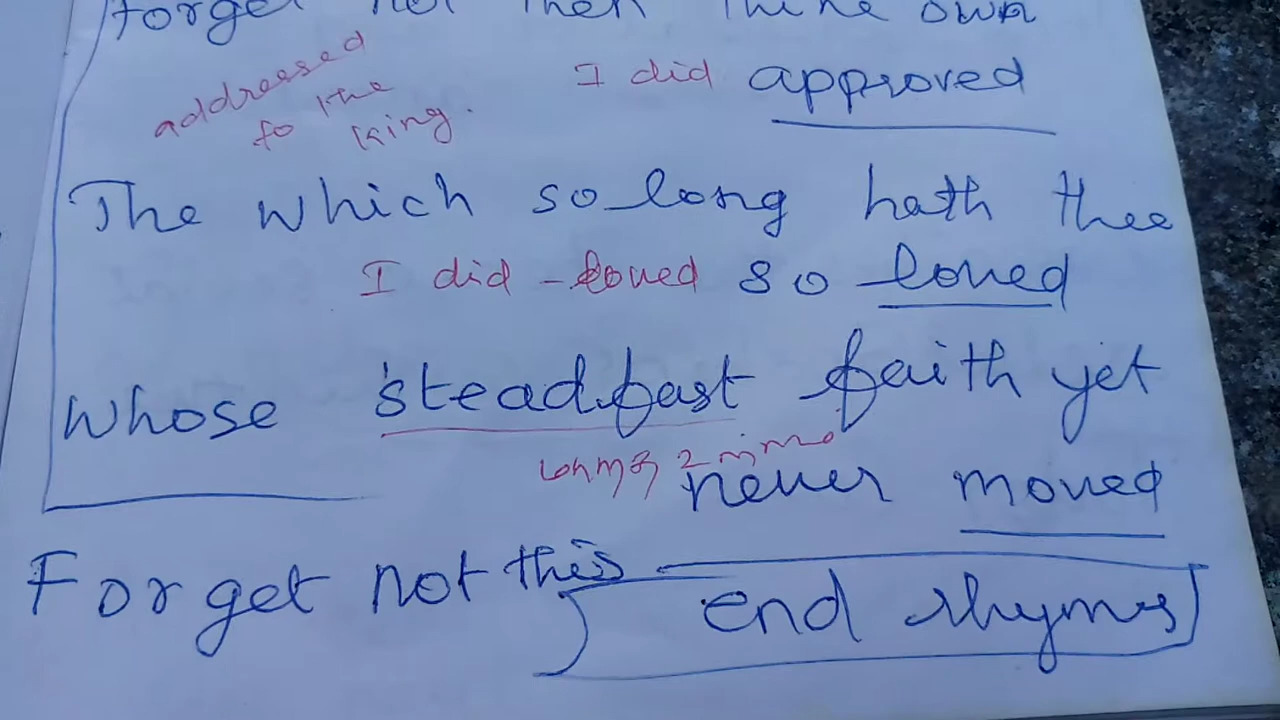 Forget not then thine own
addressed
to the
king.
I did approved
The which so long hath thee
I did - loved so loved
Whose steadfast faith yet
never moved
Forget not this
end rhymes